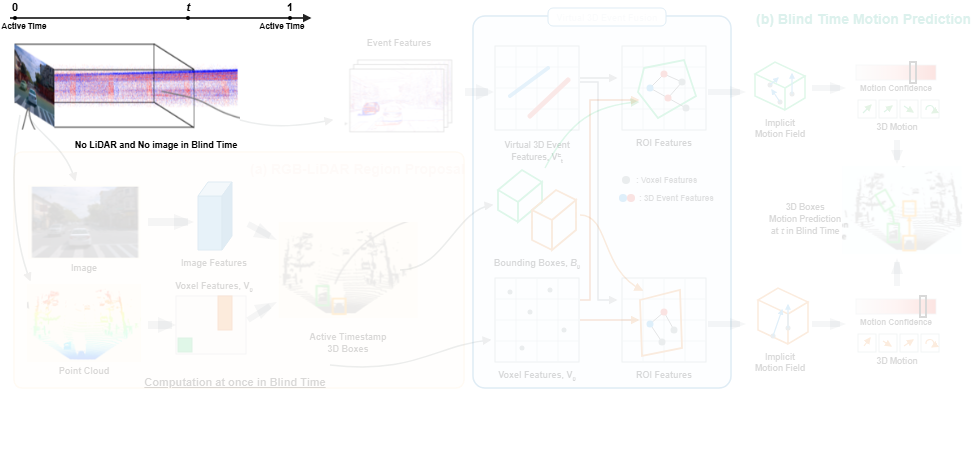 0 t 1
Active Time Active Time
(b) Blind Time Motion Prediction
Event Features
No LiDAR and No image in Blind Time
Virtual 3D Event
Features,
ROI Features
Implicit
Motion Field
Motion Confidence
3D Motion
: Voxel Features
: 3D Event Features
Image
Image Features
Voxel Features, V₀
Point Cloud
Active Timestamp
3D Boxes
Computation at once in Blind Time
Bounding Boxes,
Voxel Features, V₀
ROI Features
3D Boxes
Motion Prediction
at t in Blind Time
Implicit
Motion Field
Motion Confidence
3D Motion